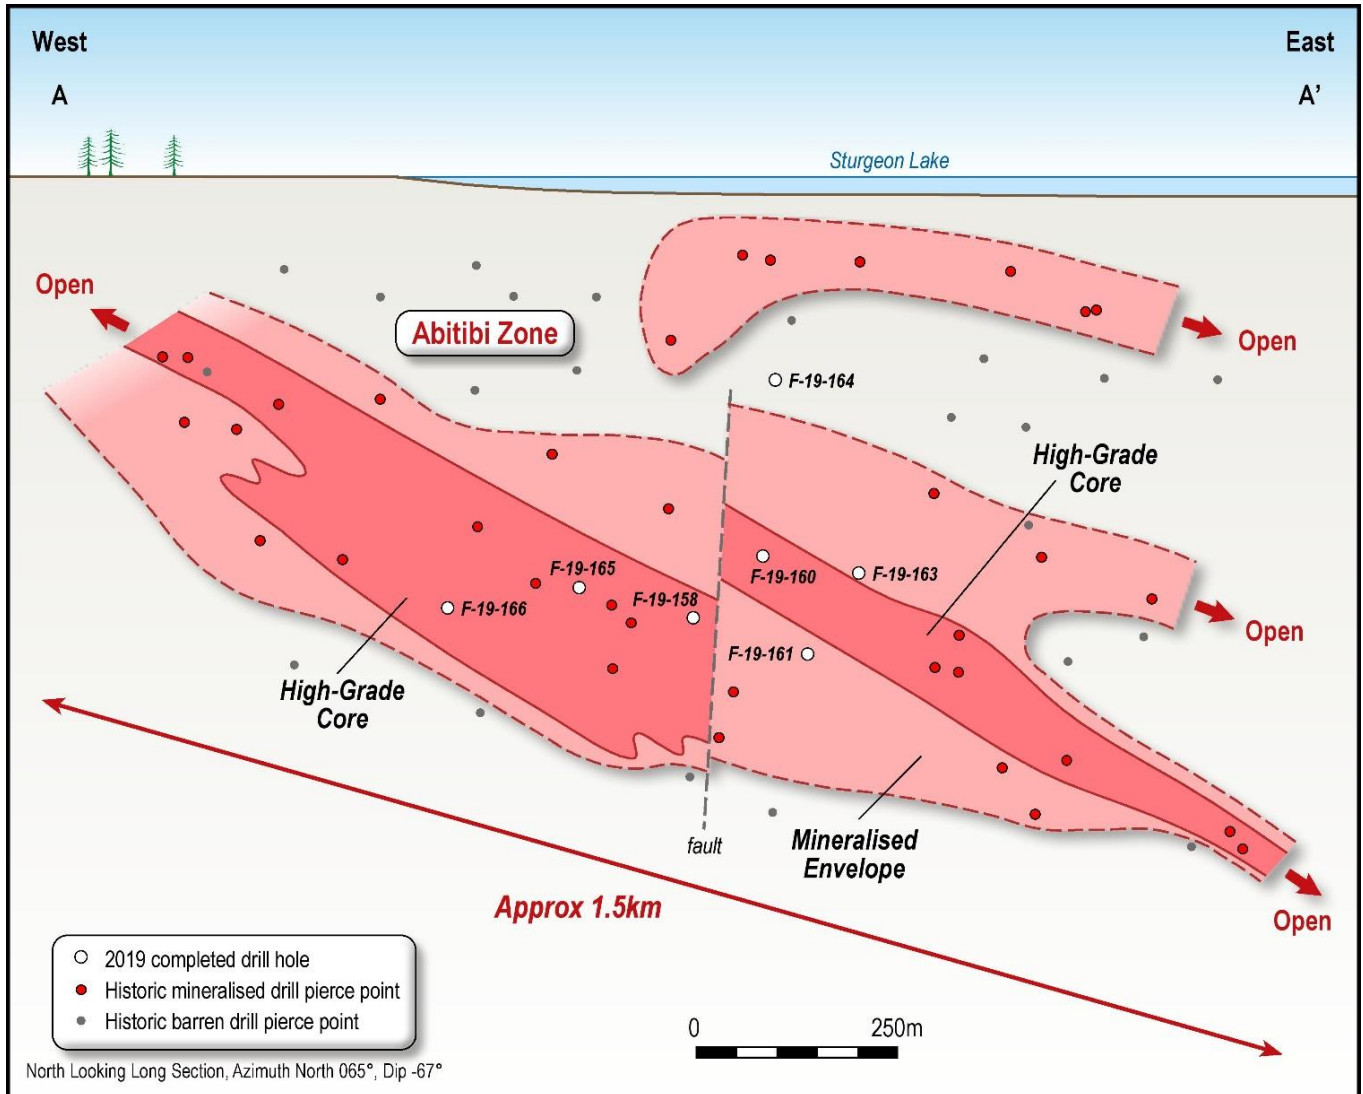 West
East
A
A'
Sturgeon Lake
Open
Abitibi Zone
Open
F-19-164
High-Grade
Core
F-19-165
F-19-160
F-19-163
F-19-166
F-19-158
Open
F-19-161
High-Grade
Core
fault
Mineralised
Envelope
Approx 1.5km
Open
2019 completed drill hole
Historic mineralised drill pierce point
Historic barren drill pierce point
0
250m
North Looking Long Section, Azimuth North 065°, Dip -67°